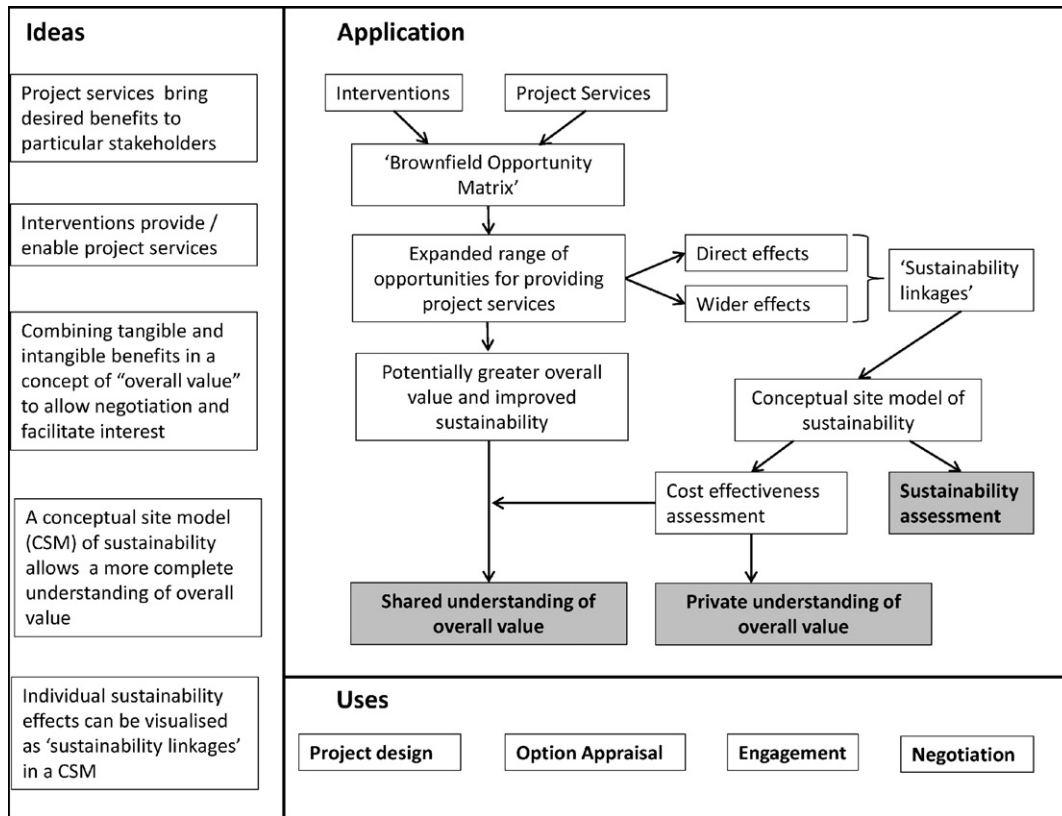 Ideas
Project services bring
desired benefits to
particular stakeholders
Interventions provide /
enable project services
Combining tangible and
intangible benefits in a
concept of “overall value”
to allow negotiation and
facilitate interest
A conceptual site model
(CSM) of sustainability
allows a more complete
understanding of overall
value
Individual sustainability
effects can be visualised
as ‘sustainability linkages’
in a CSM
Application
Interventions
Project Services
‘Brownfield Opportunity
Matrix’
Expanded range of
opportunities for providing
project services
Direct effects
Wider effects
‘Sustainability
linkages’
Potentially greater overall
value and improved
sustainability
Conceptual site model of
sustainability
Cost effectiveness
assessment
Sustainability
assessment
Shared understanding of
overall value
Private understanding of
overall value
Uses
Project design
Option Appraisal
Engagement
Negotiation